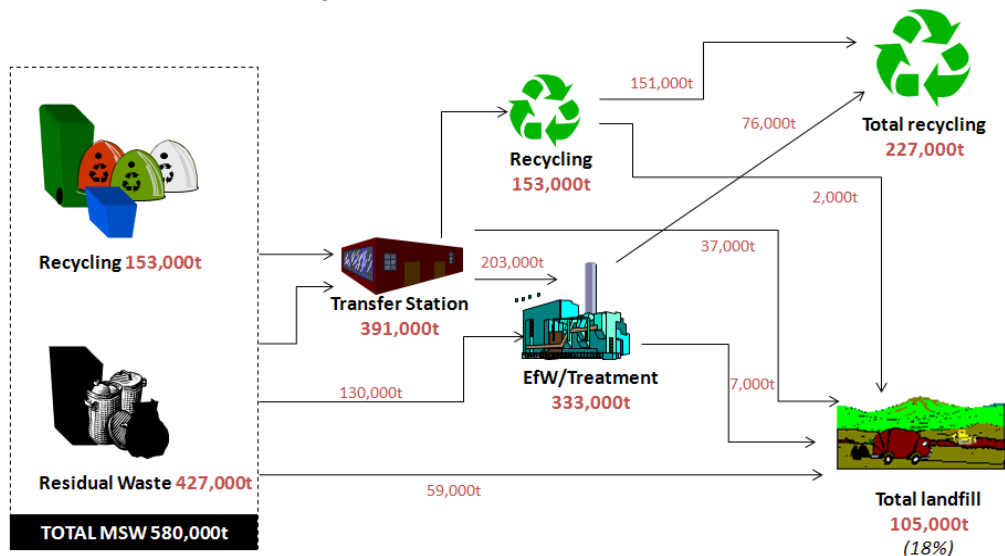 151,000t
76,000t
Total recycling
227,000t
Recycling
153,000t
2,000t
Recycling 153,000t
37,000t
203,000t
Transfer Station
391,000t
EfW/Treatment
333,000t
130,000t
7,000t
Residual Waste 427,000t
59,000t
Total landfill
105,000t
(18%)
TOTAL MSW 580,000t